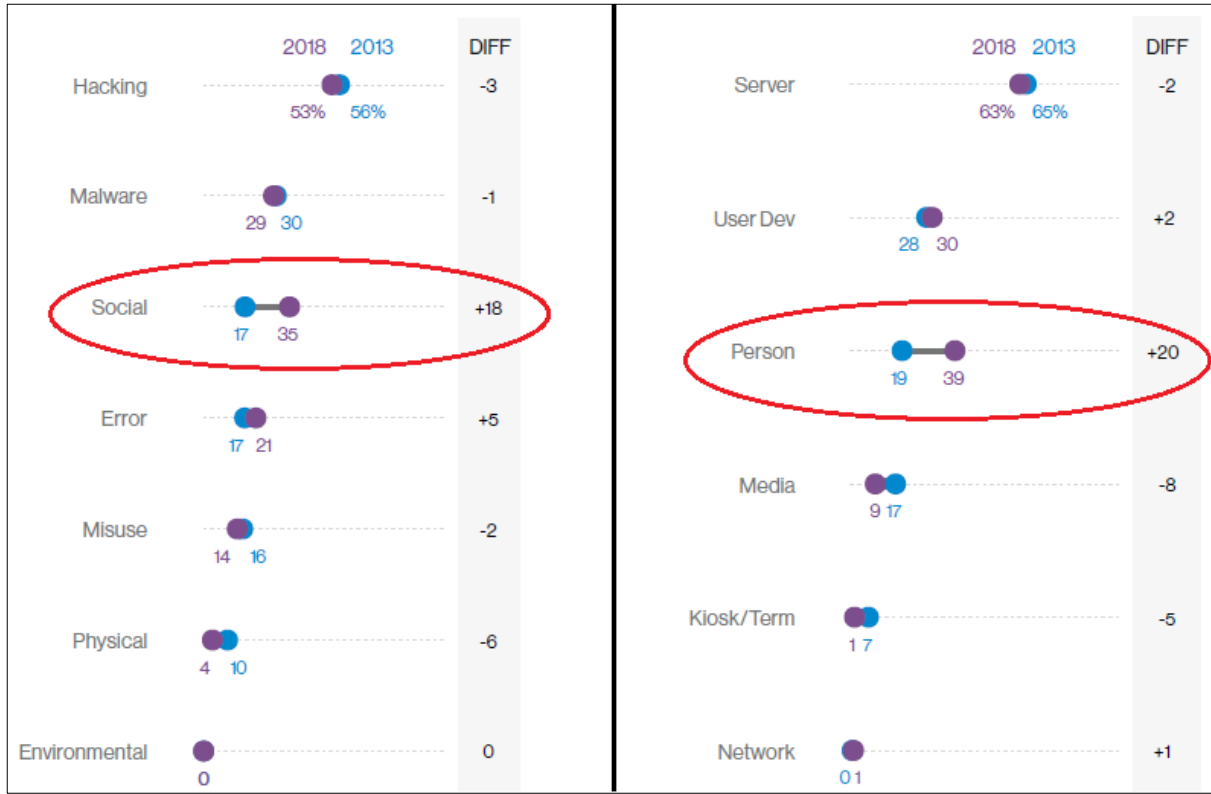 2018 2013 DIFF
Hacking -3
53% 56%
Malware -1
29 30
Social +18
17 35
Error +5
17 21
Misuse -2
14 16
Physical -6
4 10
Environmental 0
0
2018 2013 DIFF
Server -2
63% 65%
User Dev +2
28 30
Person +20
19 39
Media -8
9 17
Kiosk/Term -5
1 7
Network +1
0 1